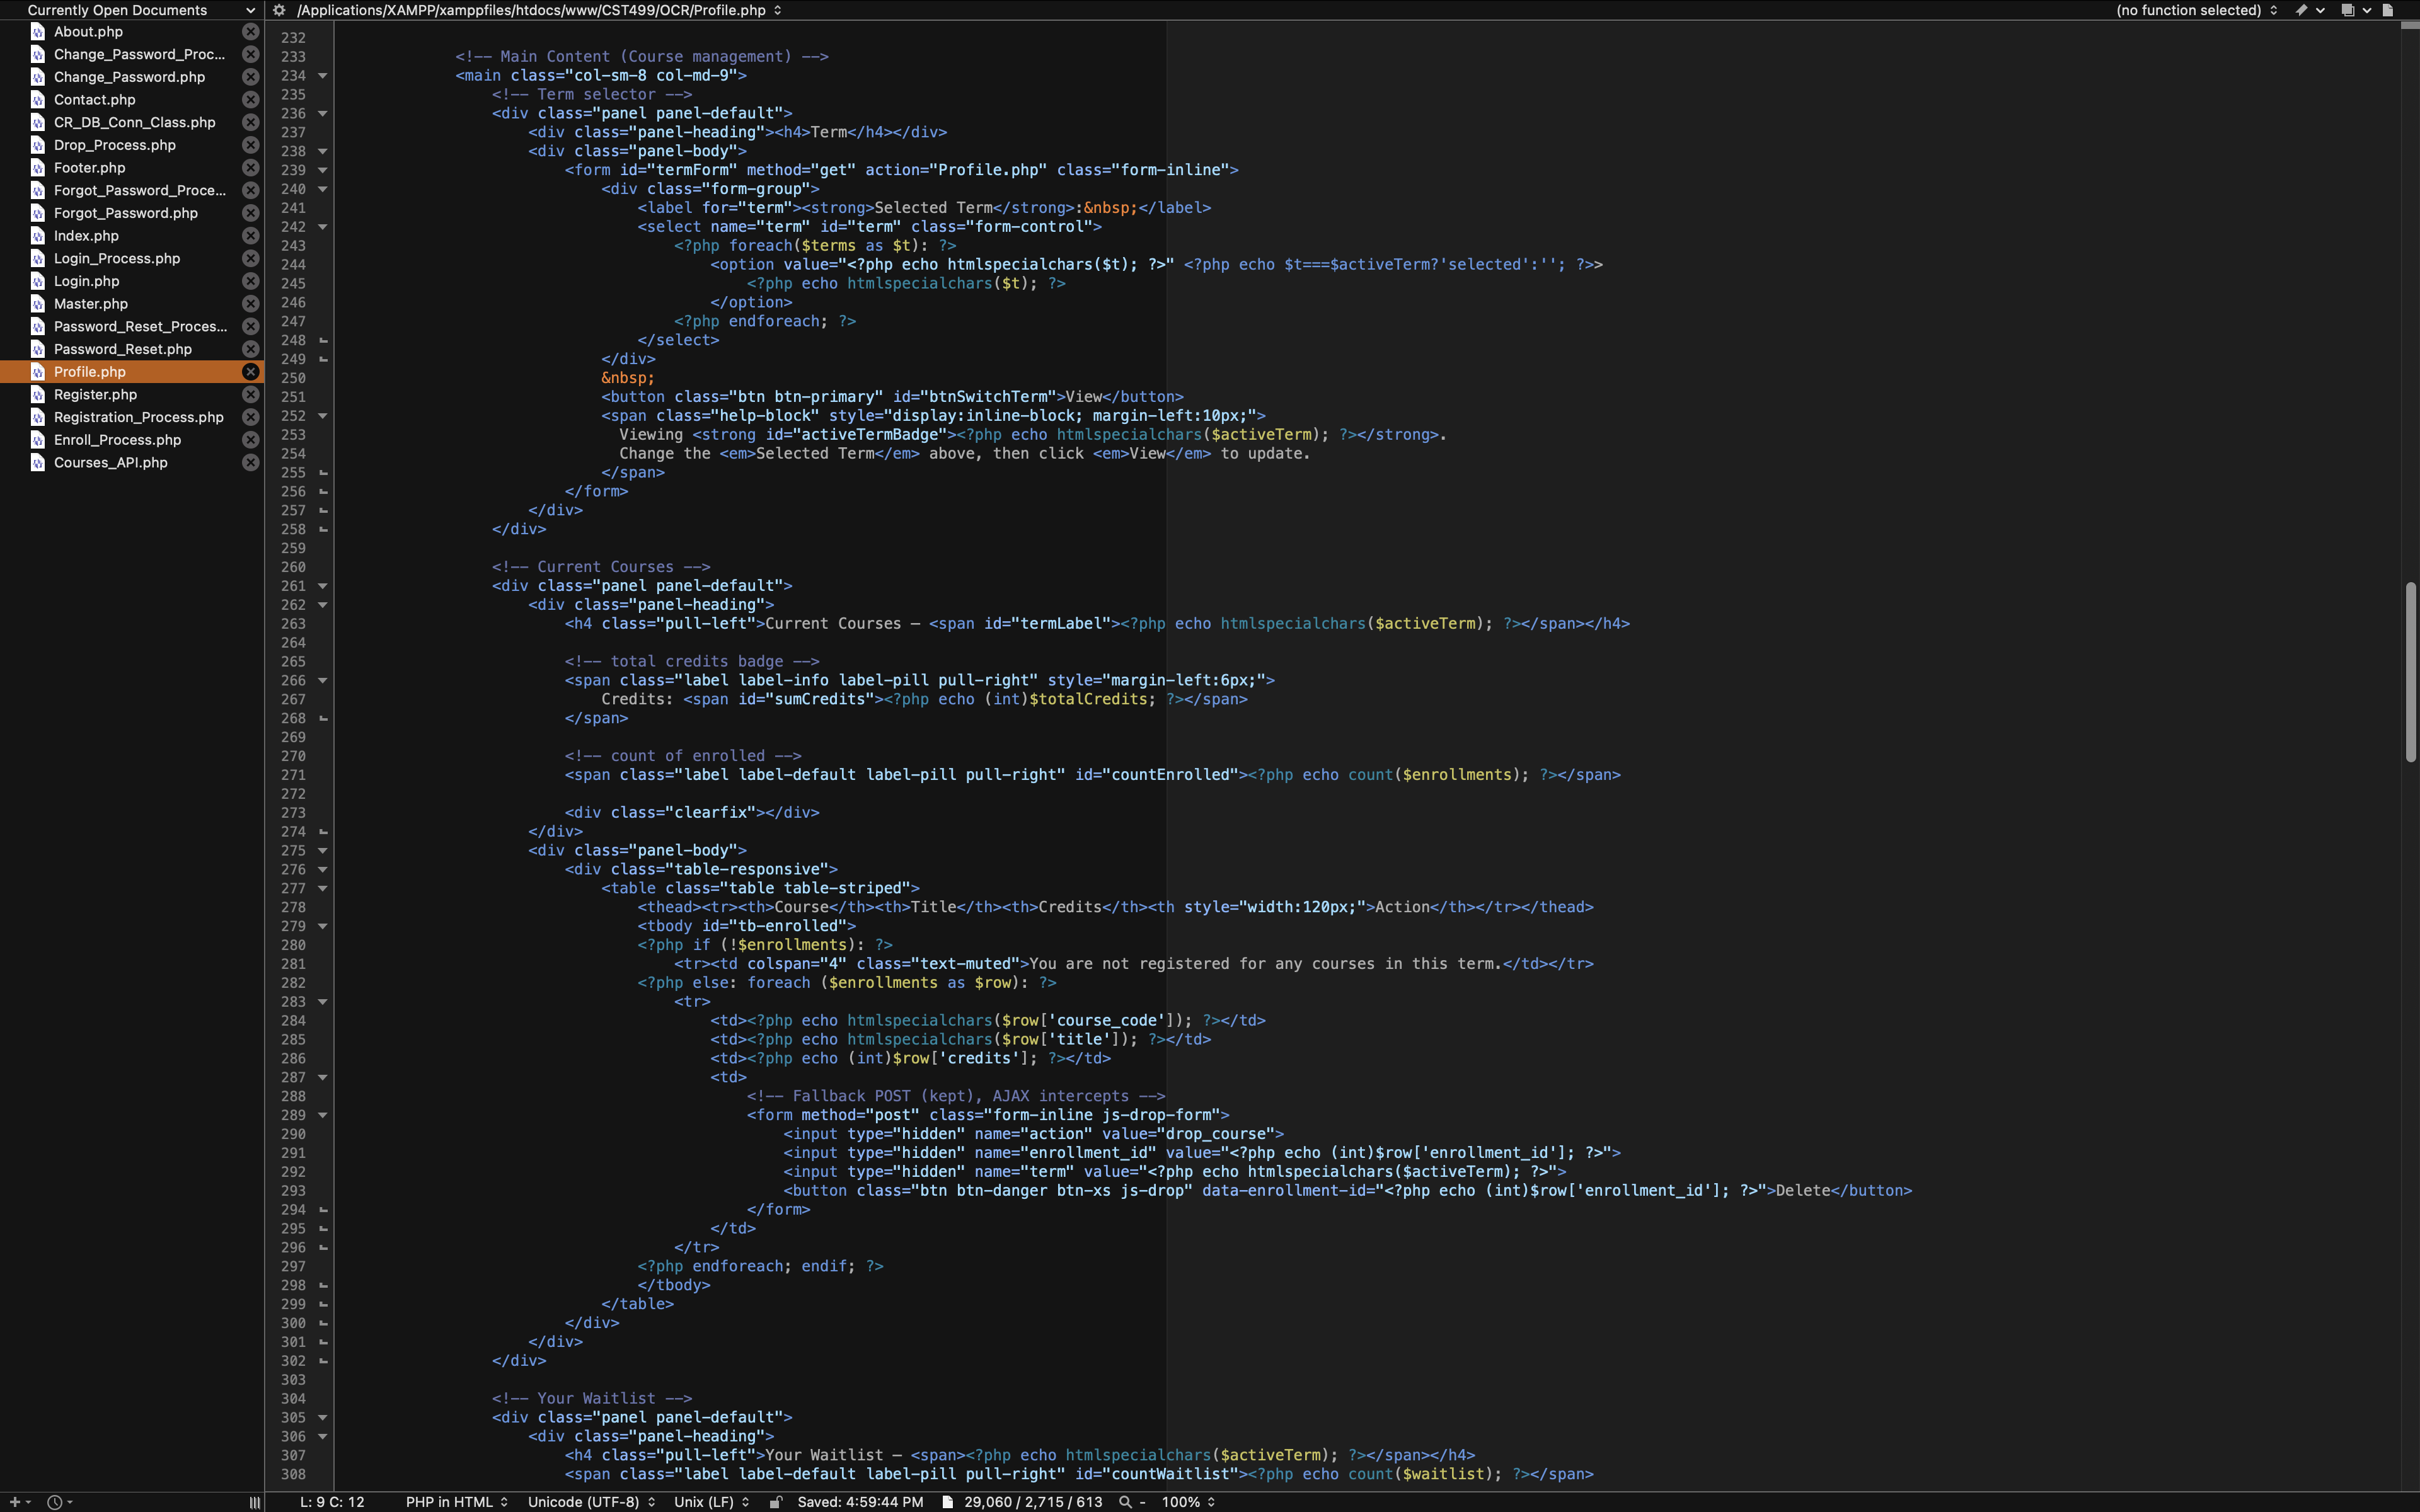 Currently Open Documents
/Applications/XAMPP/xamppfiles/htdocs/www/CST499/OCR/Profile.php
(no function selected)
About.php
Change_Password_Proc...
Change_Password.php
Contact.php
CR_DB_Conn_Class.php
Drop_Process.php
Footer.php
Forgot_Password_Proce...
Forgot_Password.php
Index.php
Login_Process.php
Login.php
Master.php
Password_Reset_Proces...
Password_Reset.php
Profile.php
Register.php
Registration_Process.php
Enroll_Process.php
Courses_API.php
232
233 <!-- Main Content (Course management) -->
234 <main class="col-sm-8 col-md-9">
235 <!-- Term selector -->
236 <div class="panel panel-default">
237 <div class="panel-heading"><h4>Term</h4></div>
238 <div class="panel-body">
239 <form id="termForm" method="get" action="Profile.php" class="form-inline">
240 <div class="form-group">
241 <label for="term"><strong>Selected Term</strong>:&nbsp;</label>
242 <select name="term" id="term" class="form-control">
243 <?php foreach($terms as $t): ?>
244 <option value="<?php echo htmlspecialchars($t); ?>" <?php echo $t===$activeTerm?'selected':''; ?>>
245 <?php echo htmlspecialchars($t); ?>
246 </option>
247 <?php endforeach; ?>
248 </select>
249 </div>
250 &nbsp;
251 <button class="btn btn-primary" id="btnSwitchTerm">View</button>
252 <span class="help-block" style="display:inline-block; margin-left:10px;">
253 Viewing <strong id="activeTermBadge"><?php echo htmlspecialchars($activeTerm); ?></strong>.
254 Change the <em>Selected Term</em> above, then click <em>View</em> to update.
255 </span>
256 </form>
257 </div>
258 </div>
259
260 <!-- Current Courses -->
261 <div class="panel panel-default">
262 <div class="panel-heading">
263 <h4 class="pull-left">Current Courses — <span id="termLabel"><?php echo htmlspecialchars($activeTerm); ?></span></h4>
264
265 <!-- total credits badge -->
266 <span class="label label-info label-pill pull-right" style="margin-left:6px;">
267 Credits: <span id="sumCredits"><?php echo (int)$totalCredits; ?></span>
268 </span>
269
270 <!-- count of enrolled -->
271 <span class="label label-default label-pill pull-right" id="countEnrolled"><?php echo count($enrollments); ?></span>
272
273 <div class="clearfix"></div>
274 </div>
275 <div class="panel-body">
276 <div class="table-responsive">
277 <table class="table table-striped">
278 <thead><tr><th>Course</th><th>Title</th><th>Credits</th><th style="width:120px;">Action</th></tr></thead>
279 <tbody id="tb-enrolled">
280 <?php if (!$enrollments): ?>
281 <tr><td colspan="4" class="text-muted">You are not registered for any courses in this term.</td></tr>
282 <?php else: foreach ($enrollments as $row): ?>
283 <tr>
284 <td><?php echo htmlspecialchars($row['course_code']); ?></td>
285 <td><?php echo htmlspecialchars($row['title']); ?></td>
286 <td><?php echo (int)$row['credits']; ?></td>
287 <td>
288 <!-- Fallback POST (kept), AJAX intercepts -->
289 <form method="post" class="form-inline js-drop-form">
290 <input type="hidden" name="action" value="drop_course">
291 <input type="hidden" name="enrollment_id" value="<?php echo (int)$row['enrollment_id']; ?>">
292 <input type="hidden" name="term" value="<?php echo htmlspecialchars($activeTerm); ?>">
293 <button class="btn btn-danger btn-xs js-drop" data-enrollment-id="<?php echo (int)$row['enrollment_id']; ?>">Delete</button>
294 </form>
295 </td>
296 </tr>
297 <?php endforeach; endif; ?>
298 </tbody>
299 </table>
300 </div>
301 </div>
302 </div>
303
304 <!-- Your Waitlist -->
305 <div class="panel panel-default">
306 <div class="panel-heading">
307 <h4 class="pull-left">Your Waitlist — <span><?php echo htmlspecialchars($activeTerm); ?></span></h4>
308 <span class="label label-default label-pill pull-right" id="countWaitlist"><?php echo count($waitlist); ?></span>
L: 9 C: 12 PHP in HTML Unicode (UTF-8) Unix (LF) Saved: 4:59:44 PM 29,060 / 2,715 / 613 - 100%